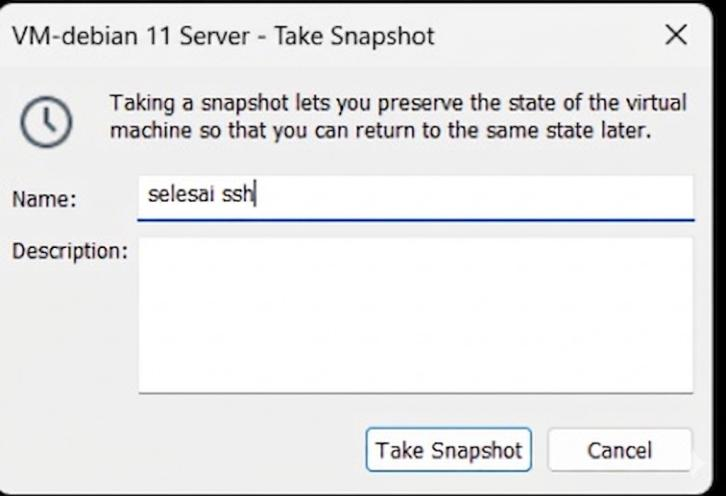 VM-debian 11 Server - Take Snapshot
Taking a snapshot lets you preserve the state of the virtual
machine so that you can return to the same state later.
Name:
selesai ssh
Description:
Take Snapshot
Cancel